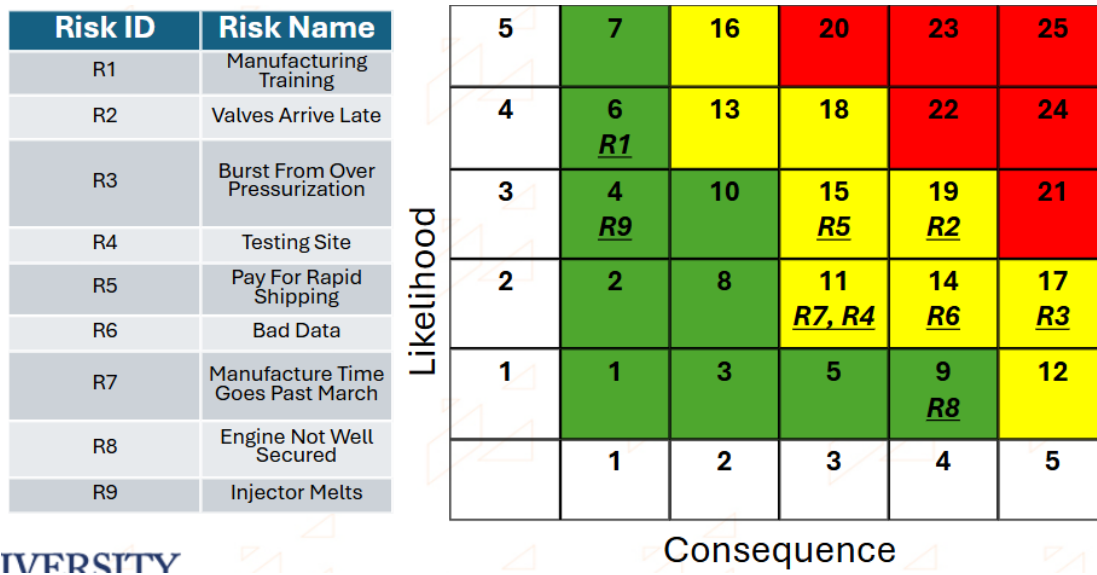 Risk ID Risk Name
R1 Manufacturing
Training
R2 Valves Arrive Late
R3 Burst From Over
Pressurization
R4 Testing Site
R5 Pay For Rapid
Shipping
R6 Bad Data
R7 Manufacture Time
Goes Past March
R8 Engine Not Well
Secured
R9 Injector Melts
Likelihood
5 7 16 20 23 25
4 6 13 18 22 24
R1
3 4 10 15 19 21
R9 R5 R2
2 2 8 11 14 17
R7, R4 R6 R3
1 1 3 5 9 12
R8
1 2 3 4 5
Consequence
IVERSITY